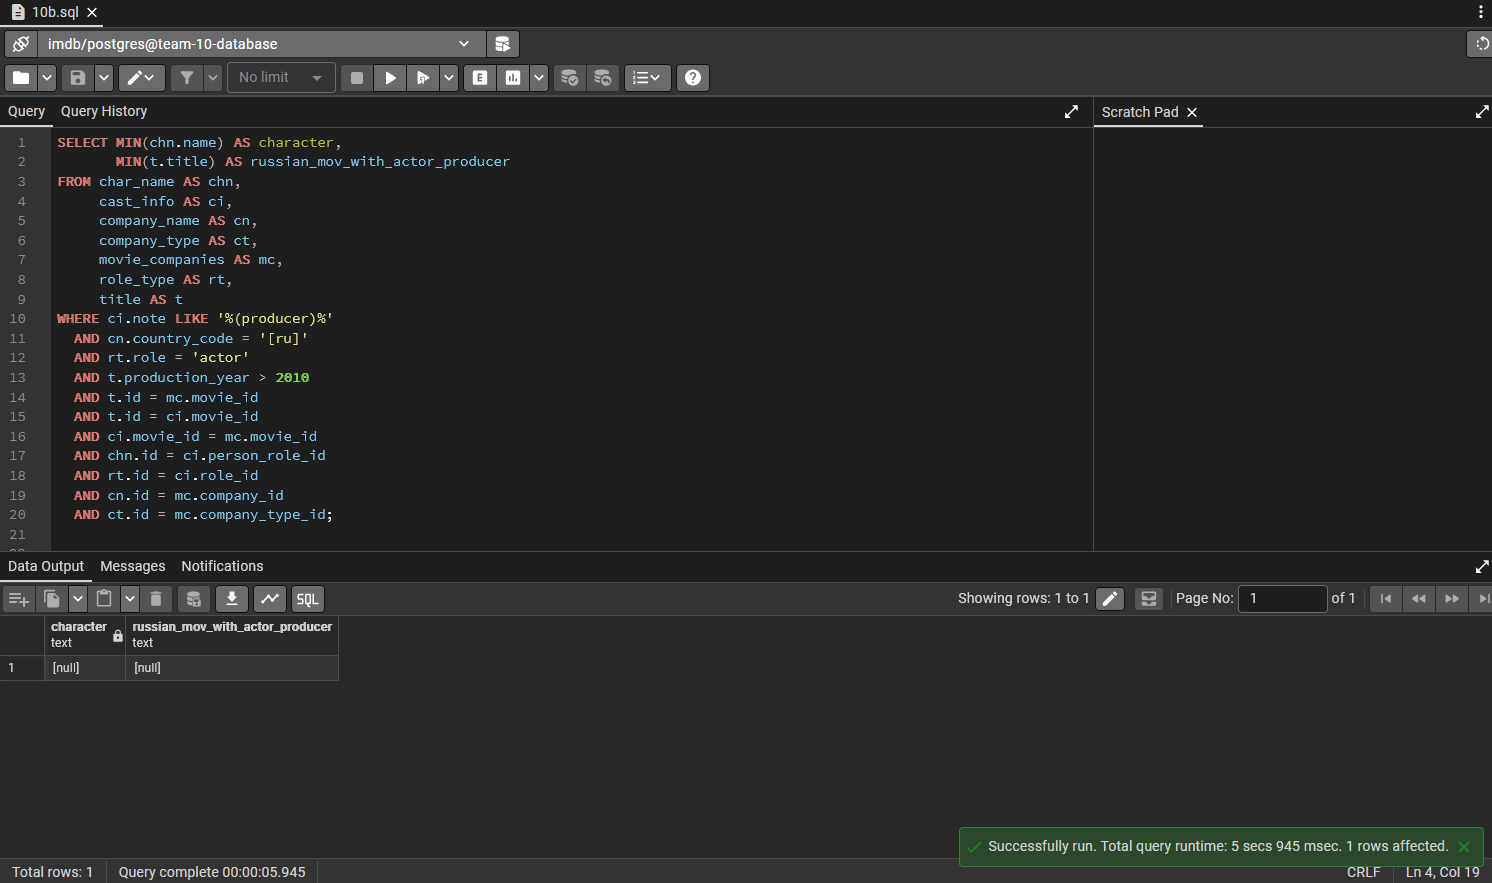 10b.sql
imdb/postgres@team-10-database
No limit
E
Query Query History
Scratch Pad
1 SELECT MIN(chn.name) AS character,
2 MIN(t.title) AS russian_mov_with_actor_producer
3 FROM char_name AS chn,
4 cast_info AS ci,
5 company_name AS cn,
6 company_type AS ct,
7 movie_companies AS mc,
8 role_type AS rt,
9 title AS t
10 WHERE ci.note LIKE '%(producer)%'
11 AND cn.country_code = '[ru]'
12 AND rt.role = 'actor'
13 AND t.production_year > 2010
14 AND t.id = mc.movie_id
15 AND t.id = ci.movie_id
16 AND ci.movie_id = mc.movie_id
17 AND chn.id = ci.person_role_id
18 AND rt.id = ci.role_id
19 AND cn.id = mc.company_id
20 AND ct.id = mc.company_type_id;
21
Data Output Messages Notifications
SQL
Showing rows: 1 to 1
Page No: 1 of 1
character russian_mov_with_actor_producer
text text
1 [null] [null]
Successfully run. Total query runtime: 5 secs 945 msec. 1 rows affected.
Total rows: 1 Query complete 00:00:05.945 CRLF Ln 4, Col 19